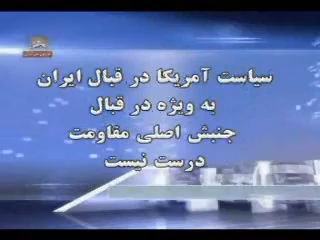 سیاست آمریکا در قبال ایران
به ویژه در قبال
جنبش اصلی مقاومت
درست نیست